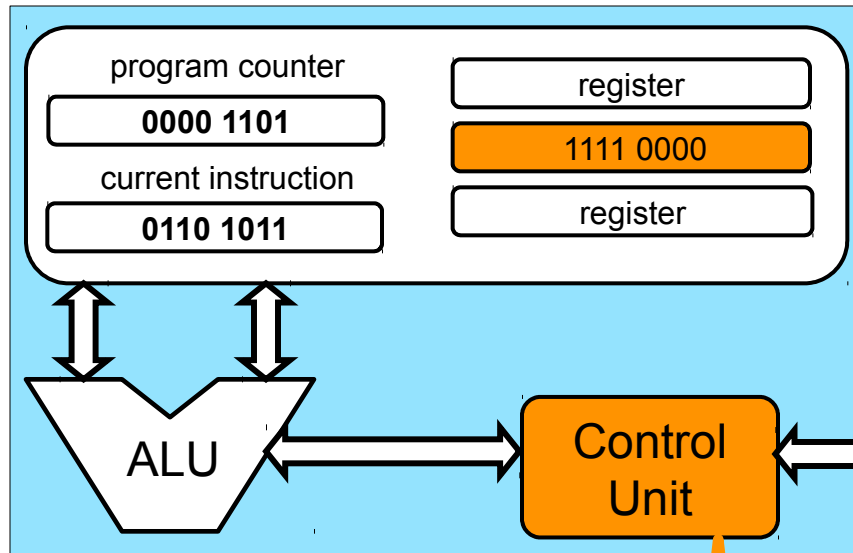 program counter
0000 1101
current instruction
0110 1011
register
1111 0000
register
ALU
Control
Unit